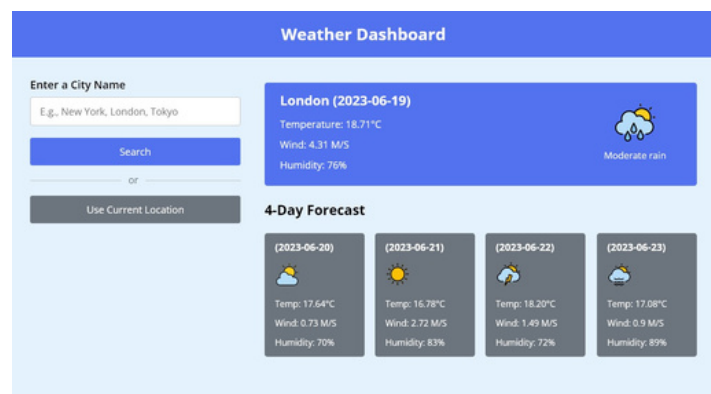 Weather Dashboard
Enter a City Name
E.g., New York, London, Tokyo
Search
or
Use Current Location
London (2023-06-19)
Temperature: 18.71°C
Wind: 4.31 M/S
Humidity: 76%
Moderate rain
4-Day Forecast
(2023-06-20)
Temp: 17.64°C
Wind: 0.73 M/S
Humidity: 70%
(2023-06-21)
Temp: 16.78°C
Wind: 2.72 M/S
Humidity: 83%
(2023-06-22)
Temp: 18.20°C
Wind: 1.49 M/S
Humidity: 72%
(2023-06-23)
Temp: 17.08°C
Wind: 0.9 M/S
Humidity: 89%